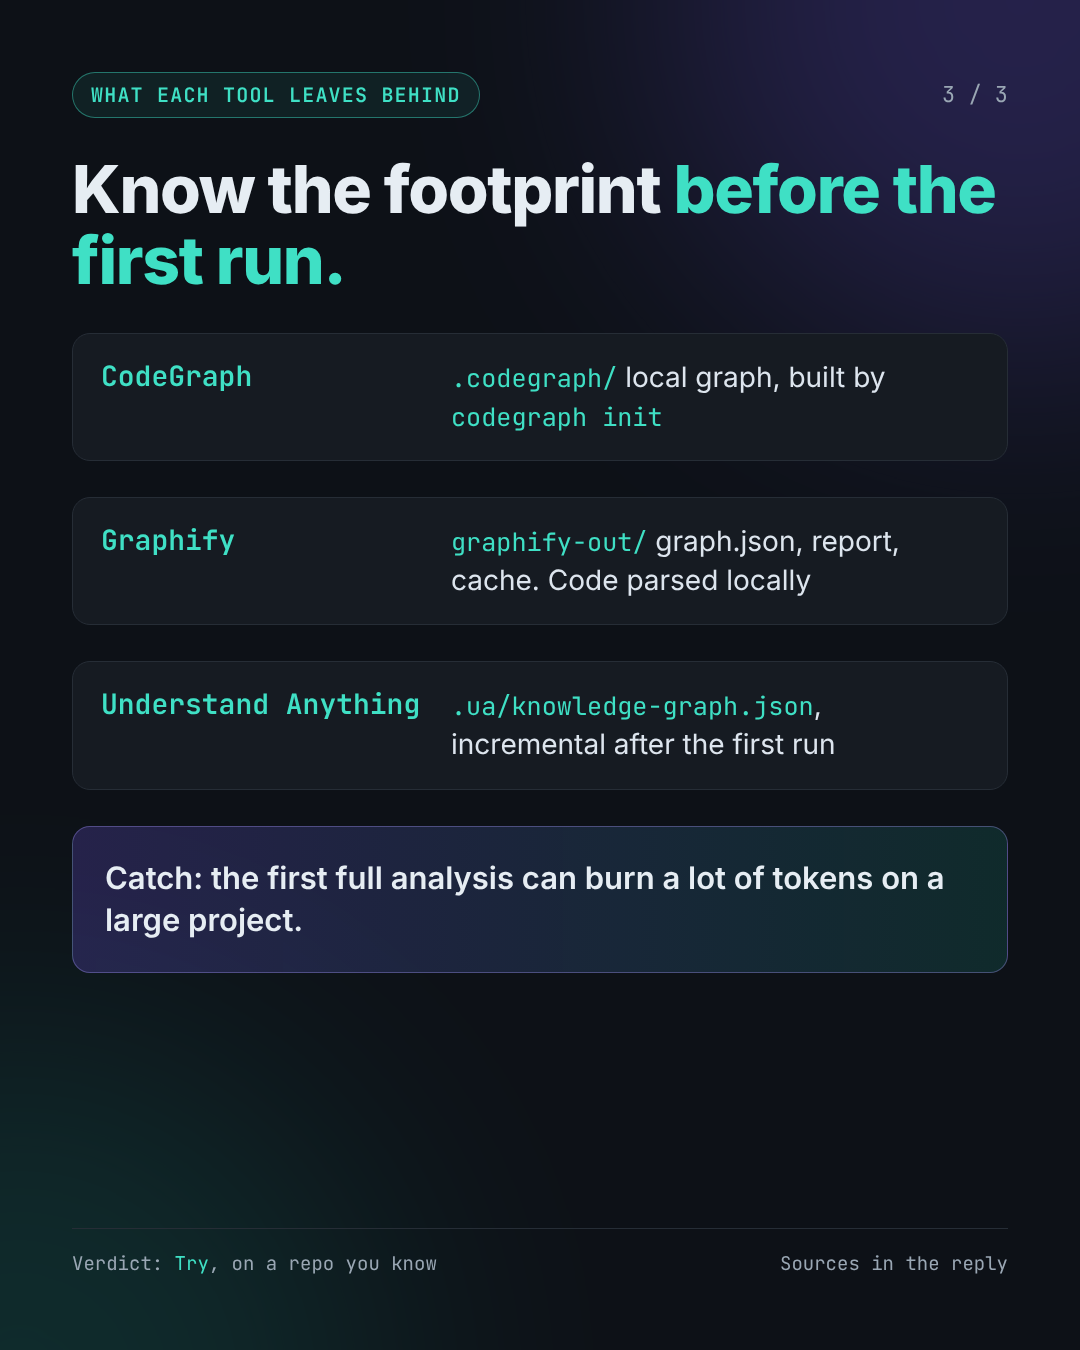 WHAT EACH TOOL LEAVES BEHIND
3 / 3
Know the footprint before the
first run.
CodeGraph
.codegraph/ local graph, built by
codegraph init
Graphify
graphify-out/ graph.json, report,
cache. Code parsed locally
Understand Anything
.ua/knowledge-graph.json,
incremental after the first run
Catch: the first full analysis can burn a lot of tokens on a
large project.
Verdict: Try, on a repo you know
Sources in the reply